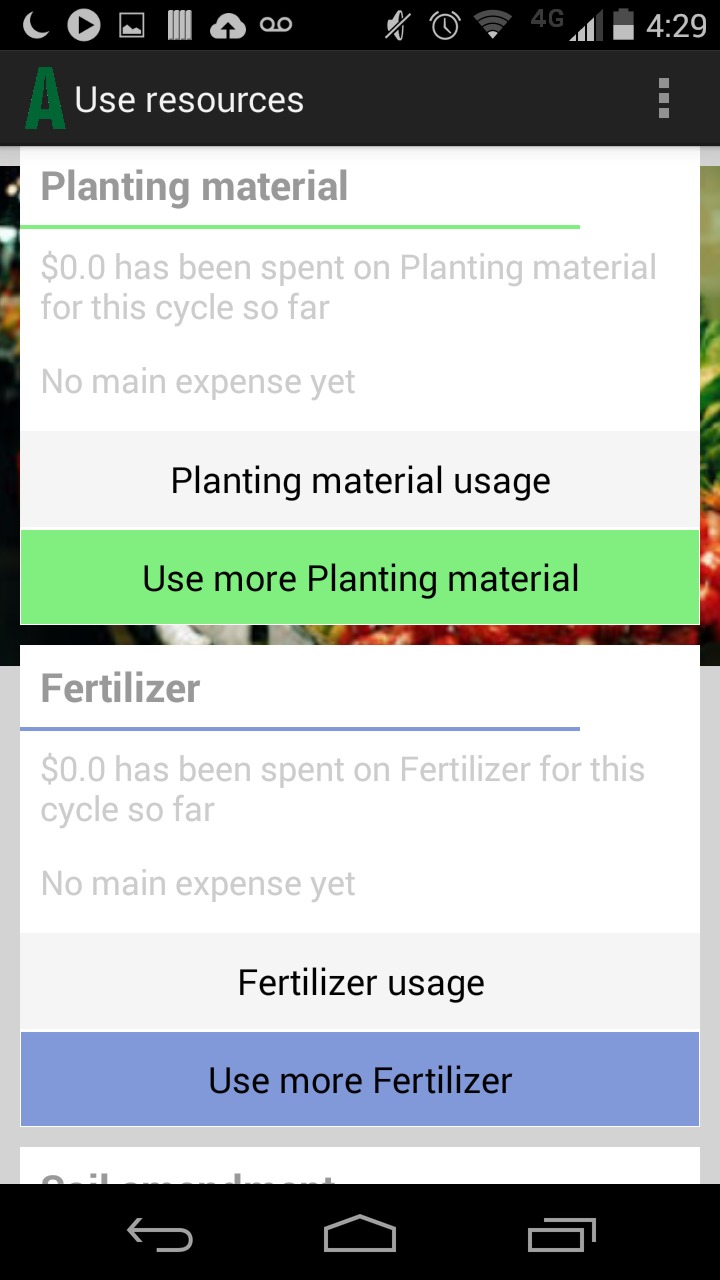 4G 4:29
A Use resources
Planting material
$0.0 has been spent on Planting material
for this cycle so far
No main expense yet
Planting material usage
Use more Planting material
Fertilizer
$0.0 has been spent on Fertilizer for this
cycle so far
No main expense yet
Fertilizer usage
Use more Fertilizer
Soil amendment